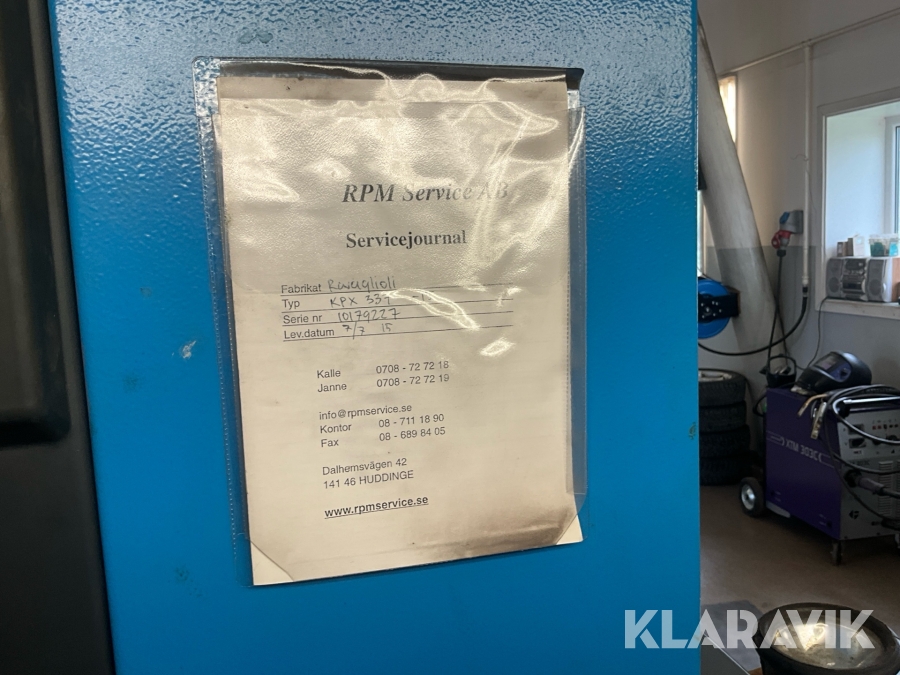 RPM Service AB
Servicejournal
Fabrikat Ravaglioli
Typ KPX
Serie nr 10179227
Lev.datum 7/7 15
Kalle 0708 - 72 72 18
Janne 0708 - 72 72 19
info@rpmservice.se
Kontor 08 - 711 18 90
Fax 08 - 689 84 05
Dalhemsvägen 42
141 46 HUDDINGE
www.rpmservice.se
XTM 303C
KLARAVIK